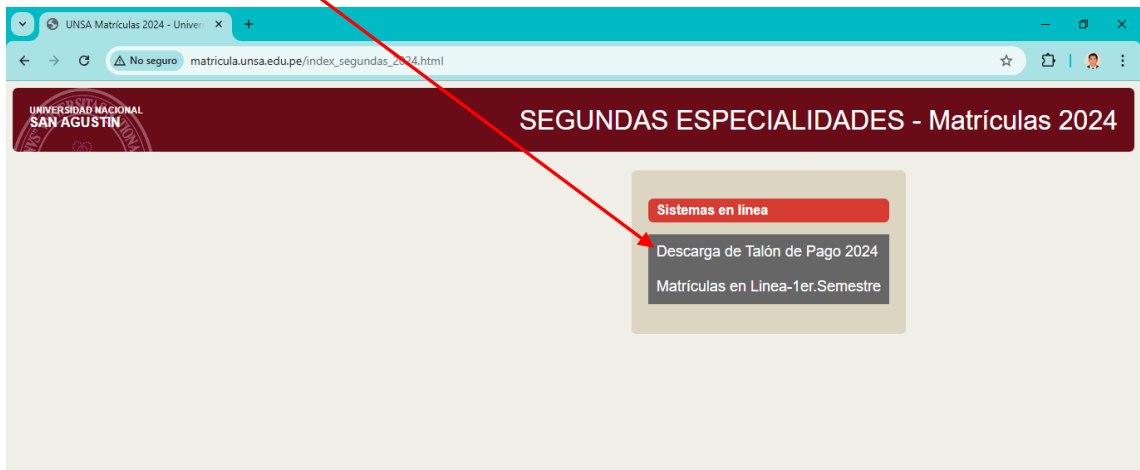 UNSA Matrículas 2024 - Univer
No seguro
matricula.unsa.edu.pe/index_segundas_2024.html
UNIVERSIDAD NACIONAL
SAN AGUSTIN
SEGUNDAS ESPECIALIDADES - Matrículas 2024
Sistemas en linea
Descarga de Talón de Pago 2024
Matrículas en Linea-1er.Semestre